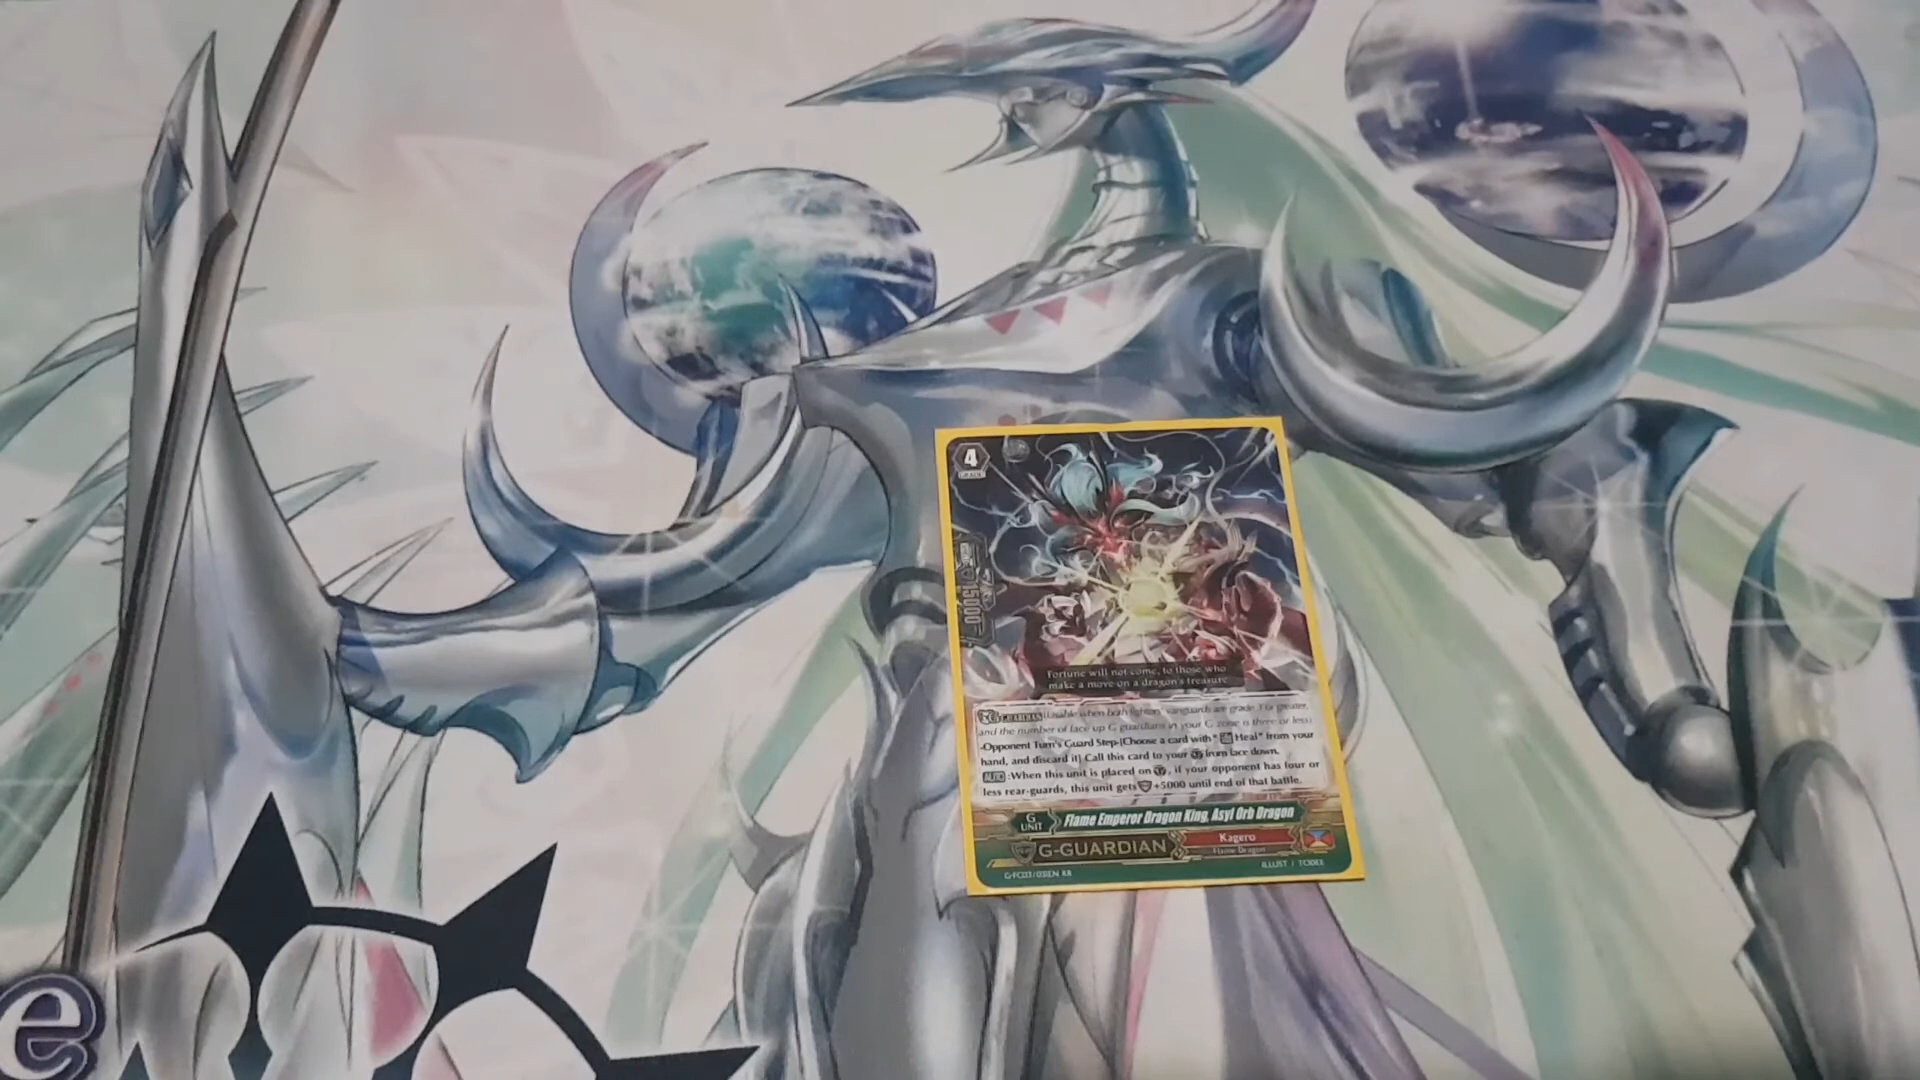 4
GRADE
15000
Fortune will not come, to those who
make a move on a dragon's treasure
G GUARDIAN (Usable when both fighters' vanguards are grade 3 or greater,
and the number of face up G guardians in your G zone is three or less)
-Opponent Turn's Guard Step-[Choose a card with " Heal" from your
hand, and discard it] Call this card to your from face down.
AUTO :When this unit is placed on , if your opponent has four or
less rear-guards, this unit gets +5000 until end of that battle.
G UNIT
Flame Emperor Dragon King, Asyl Orb Dragon
G-GUARDIAN
Kagero
Flame Dragon
G-FC03/031EN RR
ILLUST / TOBEE
e